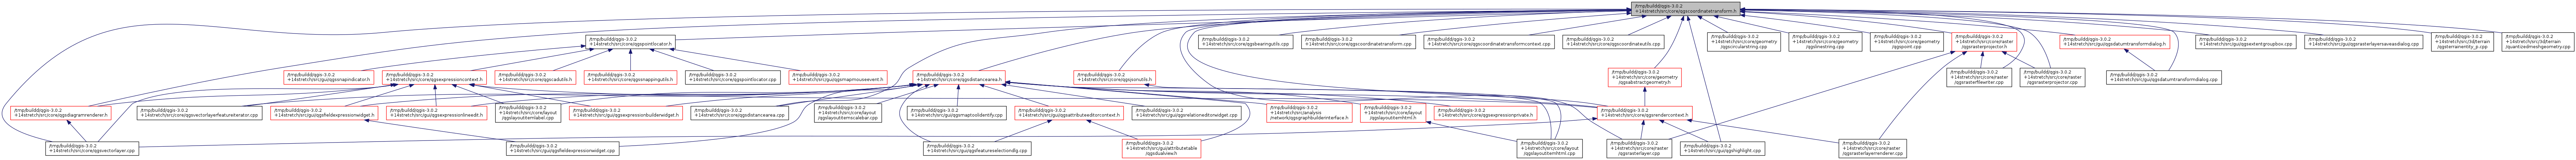 /tmp/buildd/qgis-3.0.2
+14stretch/src/core/qgscoordinatetransform.h
/tmp/buildd/qgis-3.0.2
+14stretch/src/core/qgspointlocator.h
/tmp/buildd/qgis-3.0.2
+14stretch/src/core/qgsbearingutils.cpp
/tmp/buildd/qgis-3.0.2
+14stretch/src/core/qgscoordinatetransform.cpp
/tmp/buildd/qgis-3.0.2
+14stretch/src/core/qgscoordinatetransformcontext.cpp
/tmp/buildd/qgis-3.0.2
+14stretch/src/core/qgscoordinateutils.cpp
/tmp/buildd/qgis-3.0.2
+14stretch/src/core/geometry
/qgscircularstring.cpp
/tmp/buildd/qgis-3.0.2
+14stretch/src/core/geometry
/qgslinestring.cpp
/tmp/buildd/qgis-3.0.2
+14stretch/src/core/geometry
/qgspoint.cpp
/tmp/buildd/qgis-3.0.2
+14stretch/src/core/raster
/qgsrasterprojector.h
/tmp/buildd/qgis-3.0.2
+14stretch/src/gui/qgsdatumtransformdialog.h
/tmp/buildd/qgis-3.0.2
+14stretch/src/gui/qgsextentgroupbox.cpp
/tmp/buildd/qgis-3.0.2
+14stretch/src/gui/qgsrasterlayersaveasdialog.cpp
/tmp/buildd/qgis-3.0.2
+14stretch/src/3d/terrain
/qgsterrainentity_p.cpp
/tmp/buildd/qgis-3.0.2
+14stretch/src/3d/terrain
/quantizedmeshgeometry.cpp
/tmp/buildd/qgis-3.0.2
+14stretch/src/gui/qgssnapindicator.h
/tmp/buildd/qgis-3.0.2
+14stretch/src/core/qgsexpressioncontext.h
/tmp/buildd/qgis-3.0.2
+14stretch/src/core/qgscadutils.h
/tmp/buildd/qgis-3.0.2
+14stretch/src/core/qgssnappingutils.h
/tmp/buildd/qgis-3.0.2
+14stretch/src/core/qgspointlocator.cpp
/tmp/buildd/qgis-3.0.2
+14stretch/src/gui/qgsmapmouseevent.h
/tmp/buildd/qgis-3.0.2
+14stretch/src/core/qgsdistancearea.h
/tmp/buildd/qgis-3.0.2
+14stretch/src/core/qgsjsonutils.h
/tmp/buildd/qgis-3.0.2
+14stretch/src/core/geometry
/qgsabstractgeometry.h
/tmp/buildd/qgis-3.0.2
+14stretch/src/core/raster
/qgsrasterfilewriter.cpp
/tmp/buildd/qgis-3.0.2
+14stretch/src/core/raster
/qgsrasterprojector.cpp
/tmp/buildd/qgis-3.0.2
+14stretch/src/gui/qgsdatumtransformdialog.cpp
/tmp/buildd/qgis-3.0.2
+14stretch/src/core/qgsdiagramrenderer.h
/tmp/buildd/qgis-3.0.2
+14stretch/src/core/qgsvectorlayerfeatureiterator.cpp
/tmp/buildd/qgis-3.0.2
+14stretch/src/gui/qgsfieldexpressionwidget.h
/tmp/buildd/qgis-3.0.2
+14stretch/src/gui/qgsexpressionlineedit.h
/tmp/buildd/qgis-3.0.2
+14stretch/src/core/layout
/qgslayoutitemlabel.cpp
/tmp/buildd/qgis-3.0.2
+14stretch/src/gui/qgsexpressionbuilderwidget.h
/tmp/buildd/qgis-3.0.2
+14stretch/src/core/qgsdistancearea.cpp
/tmp/buildd/qgis-3.0.2
+14stretch/src/core/layout
/qgslayoutitemscalebar.cpp
/tmp/buildd/qgis-3.0.2
+14stretch/src/gui/qgsmaptoolidentify.cpp
/tmp/buildd/qgis-3.0.2
+14stretch/src/gui/qgsattributeeditorcontext.h
/tmp/buildd/qgis-3.0.2
+14stretch/src/gui/qgsrelationeditorwidget.cpp
/tmp/buildd/qgis-3.0.2
+14stretch/src/analysis
/network/qgsgraphbuilderinterface.h
/tmp/buildd/qgis-3.0.2
+14stretch/src/core/layout
/qgslayoutitemhtml.h
/tmp/buildd/qgis-3.0.2
+14stretch/src/core/qgsexpressionprivate.h
/tmp/buildd/qgis-3.0.2
+14stretch/src/core/qgsrendercontext.h
/tmp/buildd/qgis-3.0.2
+14stretch/src/core/qgsvectorlayer.cpp
/tmp/buildd/qgis-3.0.2
+14stretch/src/gui/qgsfieldexpressionwidget.cpp
/tmp/buildd/qgis-3.0.2
+14stretch/src/gui/qgsfeatureselectiondlg.cpp
/tmp/buildd/qgis-3.0.2
+14stretch/src/gui/attributetable
/qgsdualview.h
/tmp/buildd/qgis-3.0.2
+14stretch/src/core/layout
/qgslayoutitemhtml.cpp
/tmp/buildd/qgis-3.0.2
+14stretch/src/core/raster
/qgsrasterlayer.cpp
/tmp/buildd/qgis-3.0.2
+14stretch/src/gui/qgshighlight.cpp
/tmp/buildd/qgis-3.0.2
+14stretch/src/core/raster
/qgsrasterlayerrenderer.cpp